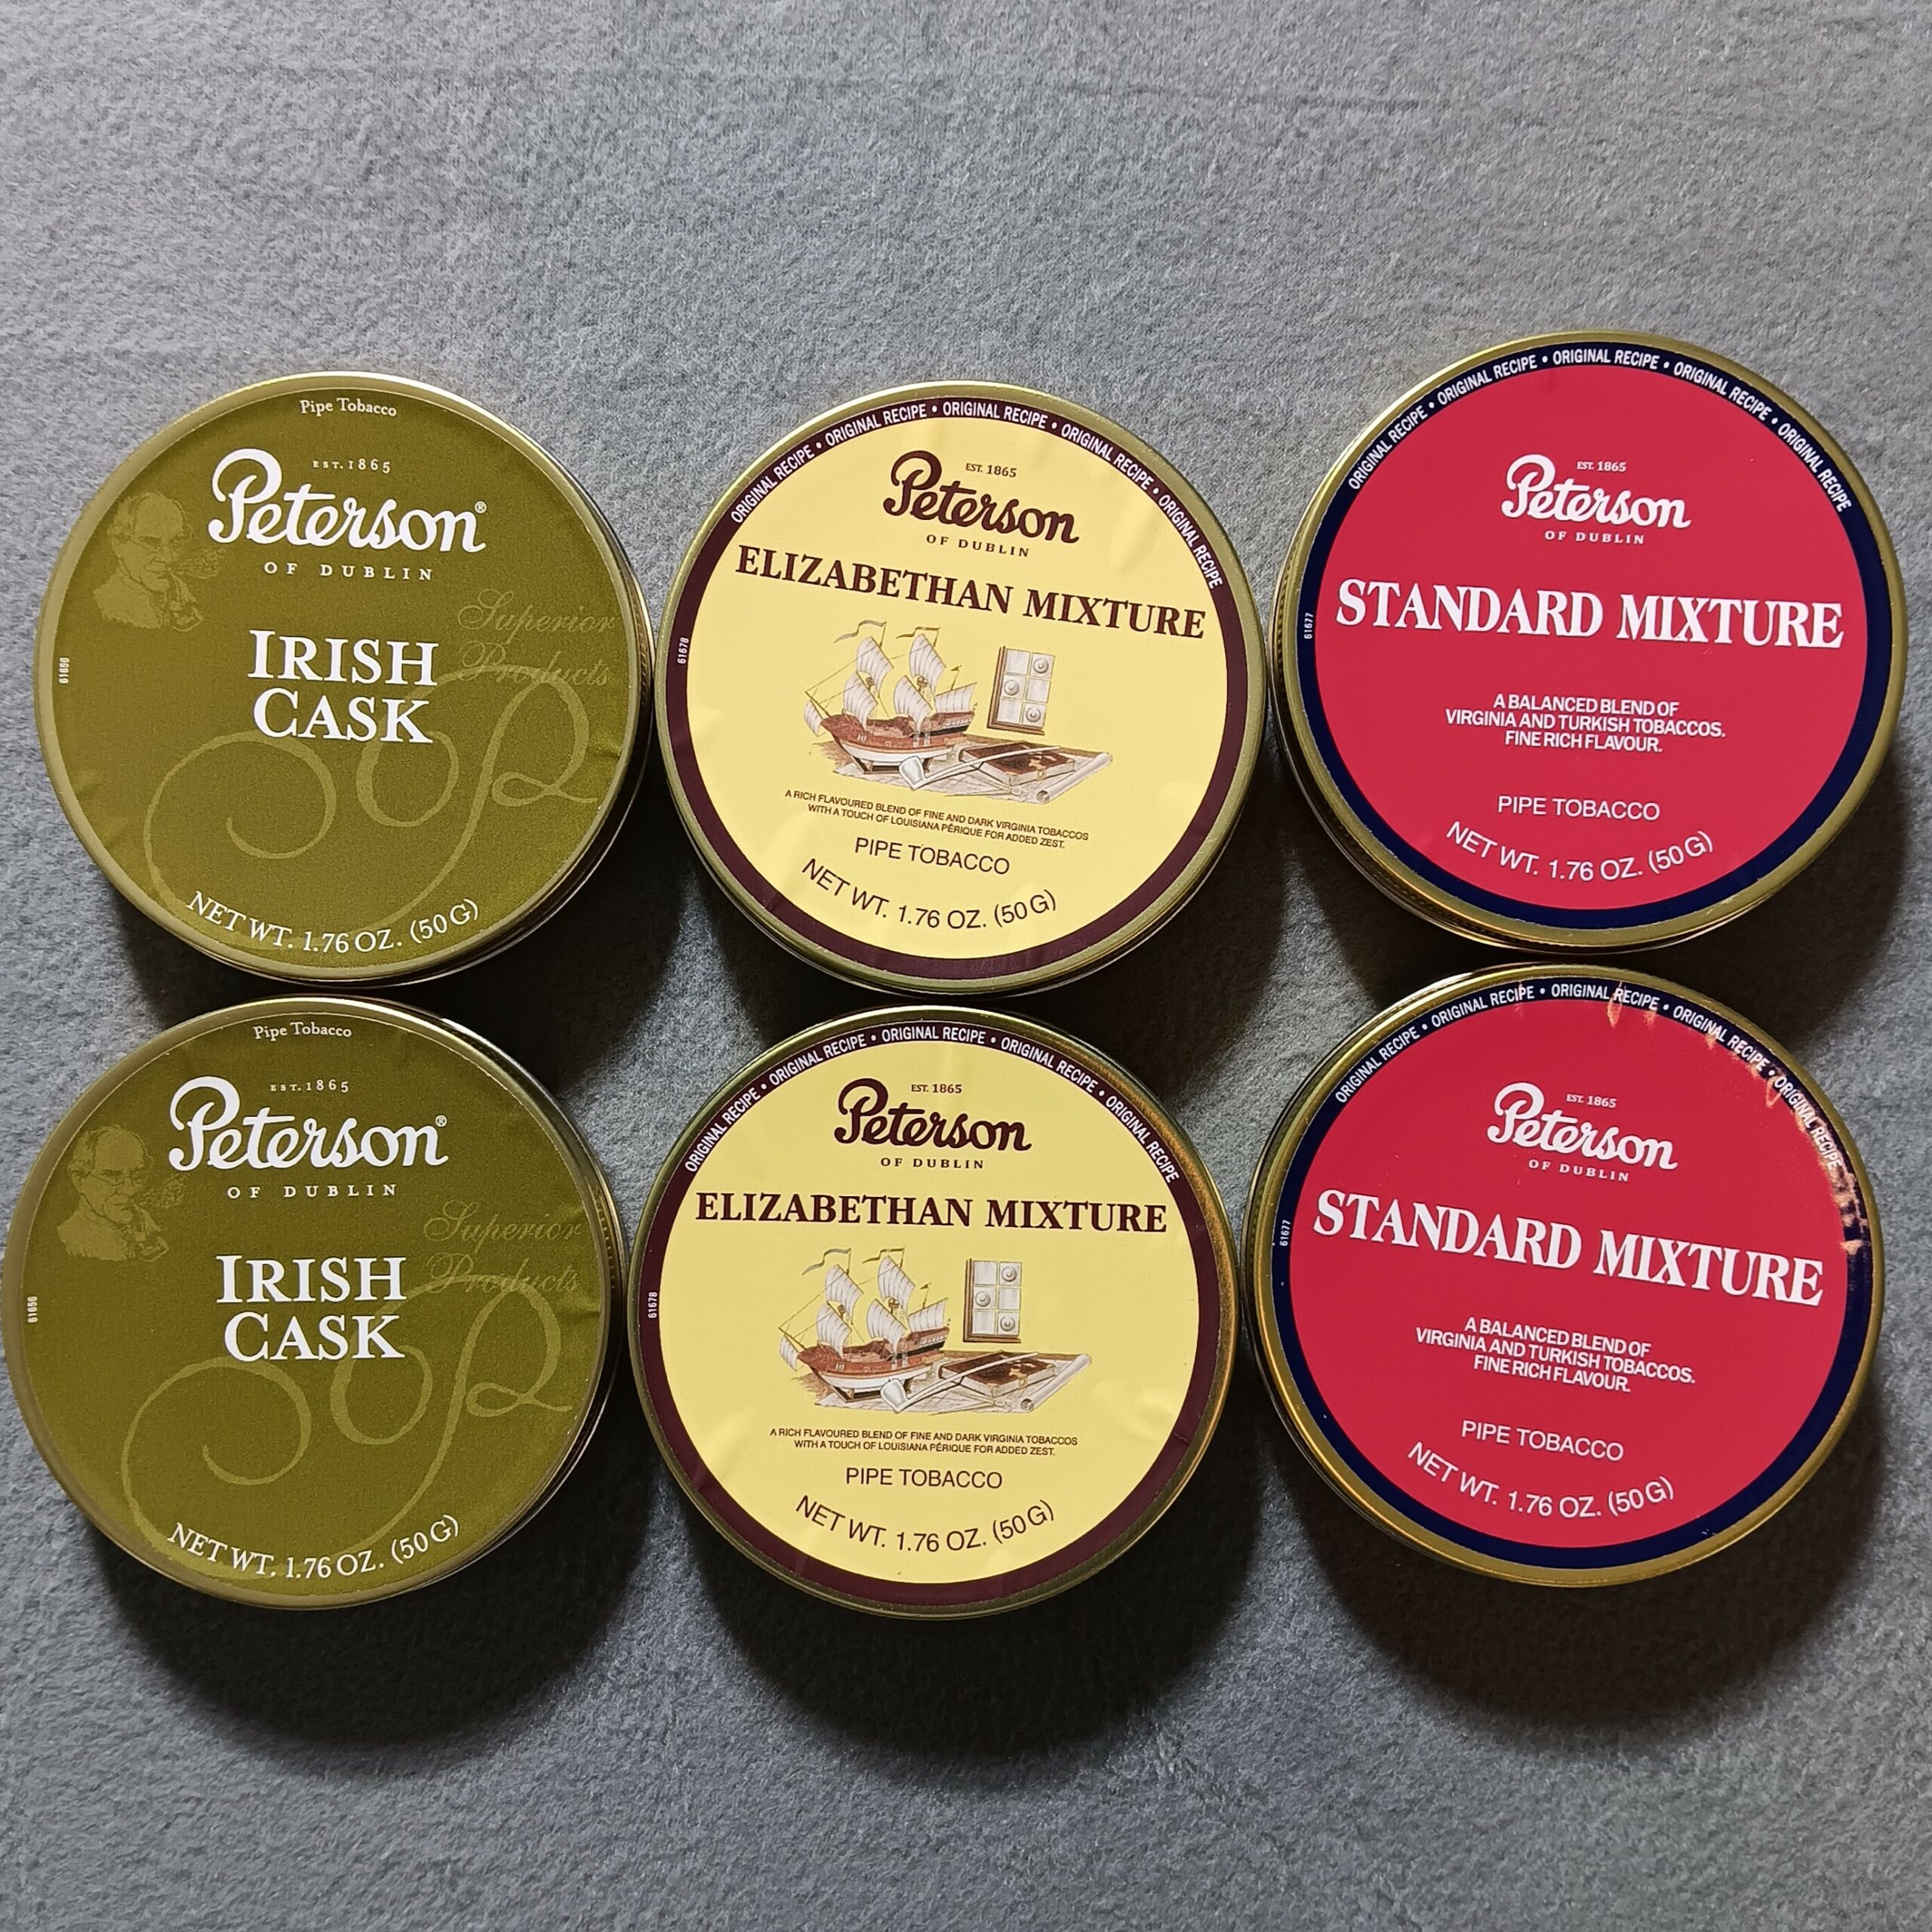 Pipe Tobacco
EST. 1865
Peterson®
OF DUBLIN
Superior
Products
IRISH
CASK
61656
NET WT. 1.76 OZ. (50 G)
ORIGINAL RECIPE • ORIGINAL RECIPE • ORIGINAL RECIPE • ORIGINAL RECIPE
EST. 1865
Peterson
OF DUBLIN
ELIZABETHAN MIXTURE
61678
A RICH FLAVOURED BLEND OF FINE AND DARK VIRGINIA TOBACCOS
WITH A TOUCH OF LOUISIANA PÉRIQUE FOR ADDED ZEST.
PIPE TOBACCO
NET WT. 1.76 OZ. (50 G)
ORIGINAL RECIPE • ORIGINAL RECIPE • ORIGINAL RECIPE • ORIGINAL RECIPE
EST. 1865
Peterson
OF DUBLIN
STANDARD MIXTURE
61677
A BALANCED BLEND OF
VIRGINIA AND TURKISH TOBACCOS.
FINE RICH FLAVOUR.
PIPE TOBACCO
NET WT. 1.76 OZ. (50 G)
Pipe Tobacco
EST. 1865
Peterson®
OF DUBLIN
Superior
Products
IRISH
CASK
61656
NET WT. 1.76 OZ. (50 G)
ORIGINAL RECIPE • ORIGINAL RECIPE • ORIGINAL RECIPE • ORIGINAL RECIPE
EST. 1865
Peterson
OF DUBLIN
ELIZABETHAN MIXTURE
61678
A RICH FLAVOURED BLEND OF FINE AND DARK VIRGINIA TOBACCOS
WITH A TOUCH OF LOUISIANA PÉRIQUE FOR ADDED ZEST.
PIPE TOBACCO
NET WT. 1.76 OZ. (50 G)
ORIGINAL RECIPE • ORIGINAL RECIPE • ORIGINAL RECIPE • ORIGINAL RECIPE
EST. 1865
Peterson
OF DUBLIN
STANDARD MIXTURE
61677
A BALANCED BLEND OF
VIRGINIA AND TURKISH TOBACCOS.
FINE RICH FLAVOUR.
PIPE TOBACCO
NET WT. 1.76 OZ. (50 G)